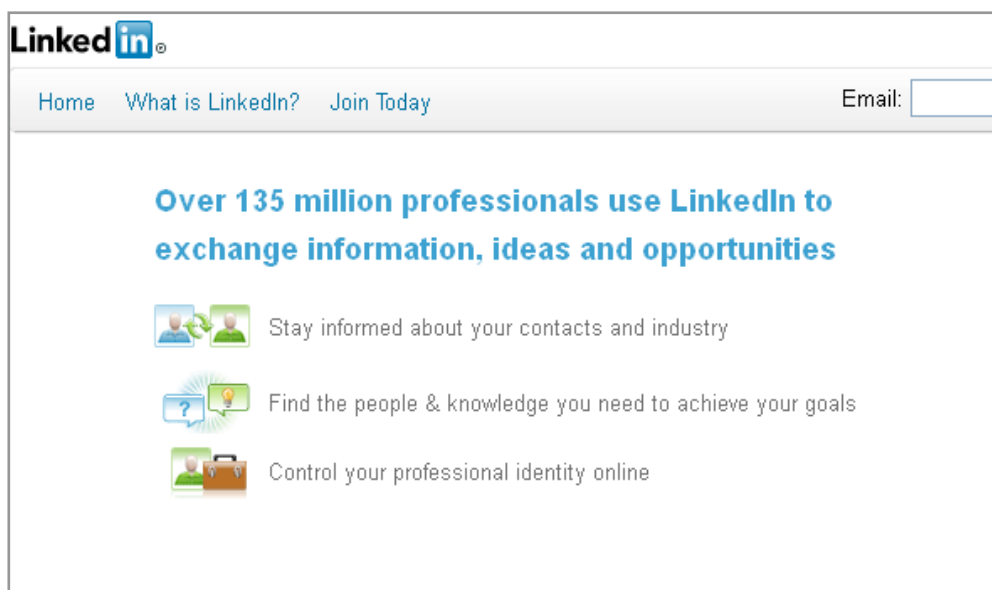 Linked in ®
Home What is LinkedIn? Join Today Email:
Over 135 million professionals use LinkedIn to
exchange information, ideas and opportunities
Stay informed about your contacts and industry
?
Find the people & knowledge you need to achieve your goals
Control your professional identity online